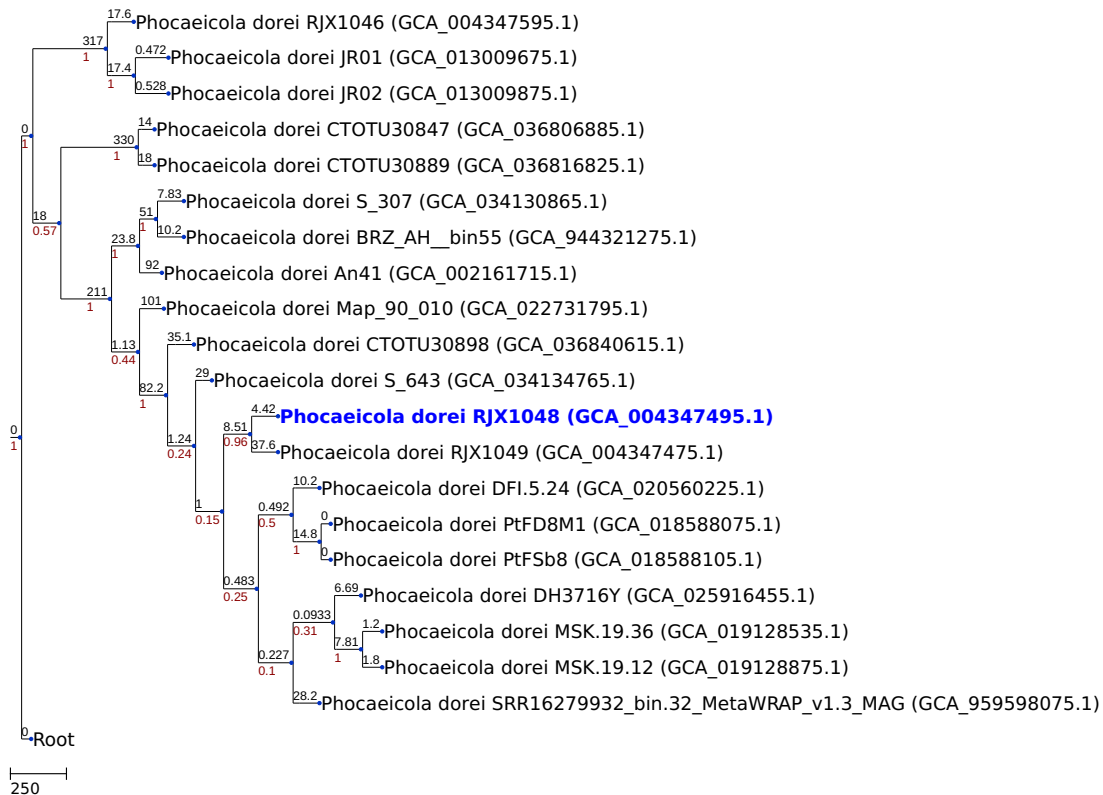 17.6 Phocaeicola dorei RJX1046 (GCA_004347595.1)
317
1
0.472 Phocaeicola dorei JR01 (GCA_013009675.1)
17.4
1
0.528 Phocaeicola dorei JR02 (GCA_013009875.1)
0
1
14 Phocaeicola dorei CTOTU30847 (GCA_036806885.1)
330
1
18 Phocaeicola dorei CTOTU30889 (GCA_036816825.1)
18
0.57
7.83 Phocaeicola dorei S_307 (GCA_034130865.1)
51
1
10.2 Phocaeicola dorei BRZ_AH__bin55 (GCA_944321275.1)
23.8
1
92 Phocaeicola dorei An41 (GCA_002161715.1)
211
1
101 Phocaeicola dorei Map_90_010 (GCA_022731795.1)
1.13
0.44
35.1 Phocaeicola dorei CTOTU30898 (GCA_036840615.1)
82.2
1
29 Phocaeicola dorei S_643 (GCA_034134765.1)
1.24
0.24
4.42 Phocaeicola dorei RJX1048 (GCA_004347495.1)
8.51
0.96
37.6 Phocaeicola dorei RJX1049 (GCA_004347475.1)
0
1
1
0.15
10.2 Phocaeicola dorei DFI.5.24 (GCA_020560225.1)
0.492
0.5
0 Phocaeicola dorei PtFD8M1 (GCA_018588075.1)
14.8
1
0 Phocaeicola dorei PtFSb8 (GCA_018588105.1)
0.483
0.25
6.69 Phocaeicola dorei DH3716Y (GCA_025916455.1)
0.0933
0.31
1.2 Phocaeicola dorei MSK.19.36 (GCA_019128535.1)
7.81
1
1.8 Phocaeicola dorei MSK.19.12 (GCA_019128875.1)
0.227
0.1
28.2 Phocaeicola dorei SRR16279932_bin.32_MetaWRAP_v1.3_MAG (GCA_959598075.1)
0 Root
250